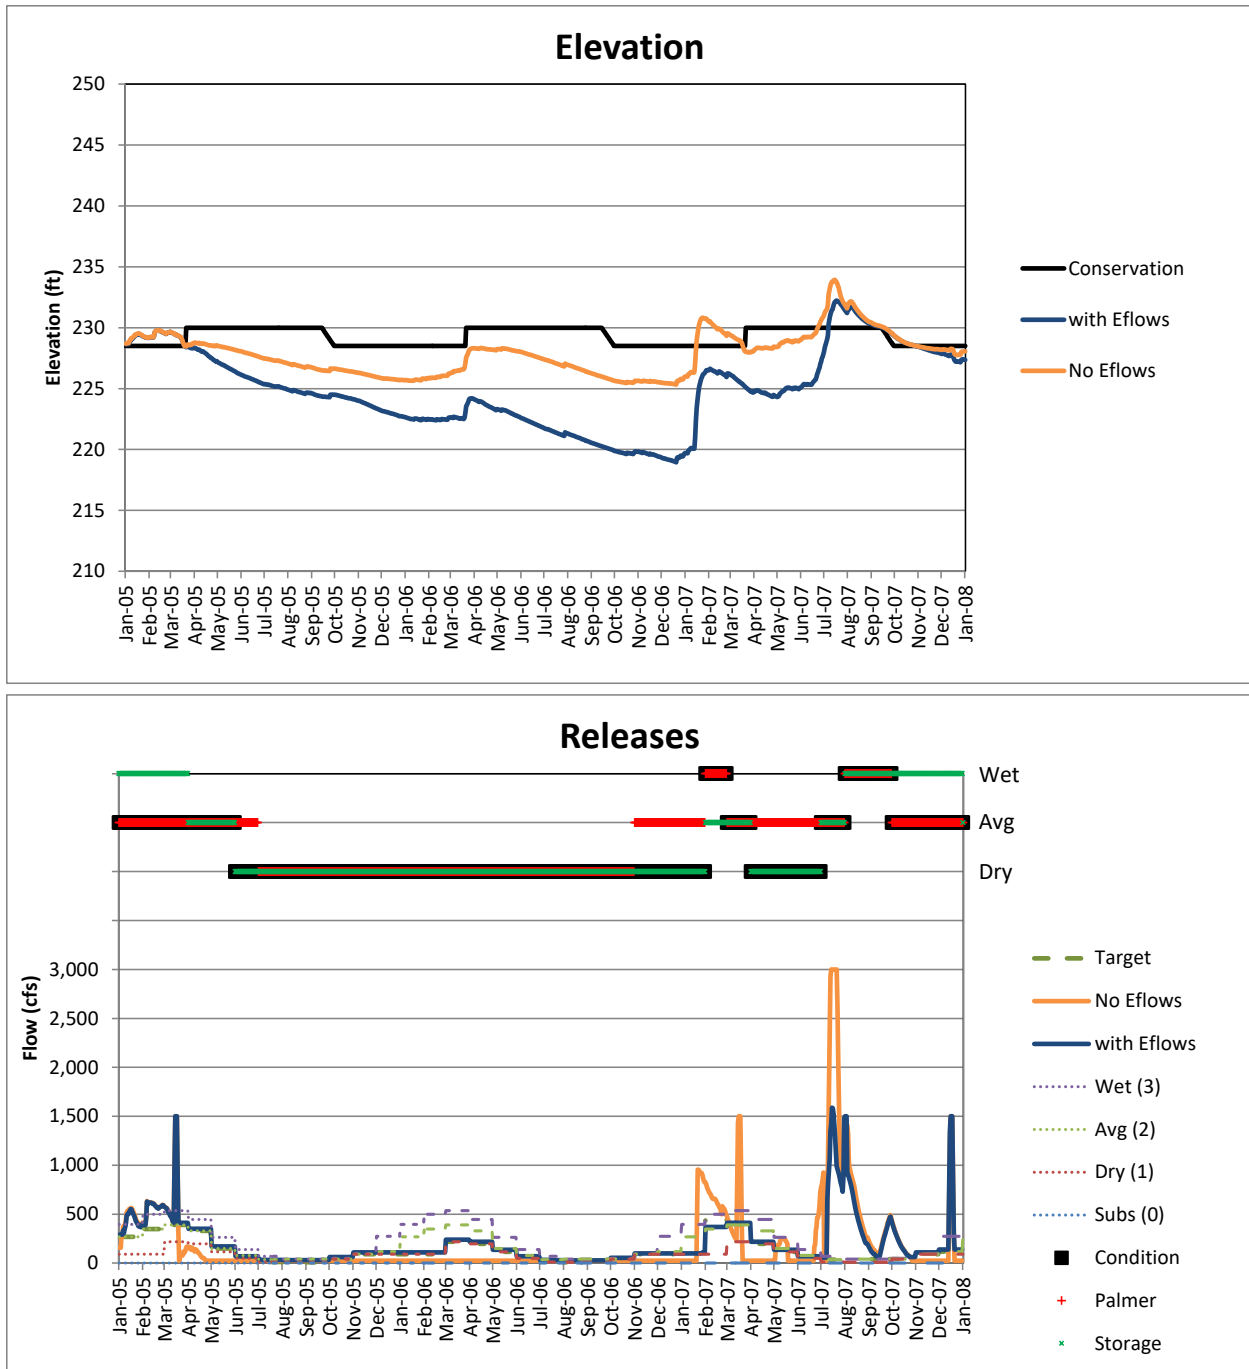 Elevation
250
245
240
235
230
225
220
215
210
Elevation (ft)
Jan-05
Feb-05
Mar-05
Apr-05
May-05
Jun-05
Jul-05
Aug-05
Sep-05
Oct-05
Nov-05
Dec-05
Jan-06
Feb-06
Mar-06
Apr-06
May-06
Jun-06
Jul-06
Aug-06
Sep-06
Oct-06
Nov-06
Dec-06
Jan-07
Feb-07
Mar-07
Apr-07
May-07
Jun-07
Jul-07
Aug-07
Sep-07
Oct-07
Nov-07
Dec-07
Jan-08
Conservation
with Eflows
No Eflows
Releases
Wet
Avg
Dry
3,000
2,500
2,000
1,500
1,000
500
0
Flow (cfs)
Jan-05
Feb-05
Mar-05
Apr-05
May-05
Jun-05
Jul-05
Aug-05
Sep-05
Oct-05
Nov-05
Dec-05
Jan-06
Feb-06
Mar-06
Apr-06
May-06
Jun-06
Jul-06
Aug-06
Sep-06
Oct-06
Nov-06
Dec-06
Jan-07
Feb-07
Mar-07
Apr-07
May-07
Jun-07
Jul-07
Aug-07
Sep-07
Oct-07
Nov-07
Dec-07
Jan-08
Target
No Eflows
with Eflows
Wet (3)
Avg (2)
Dry (1)
Subs (0)
Condition
Palmer
Storage